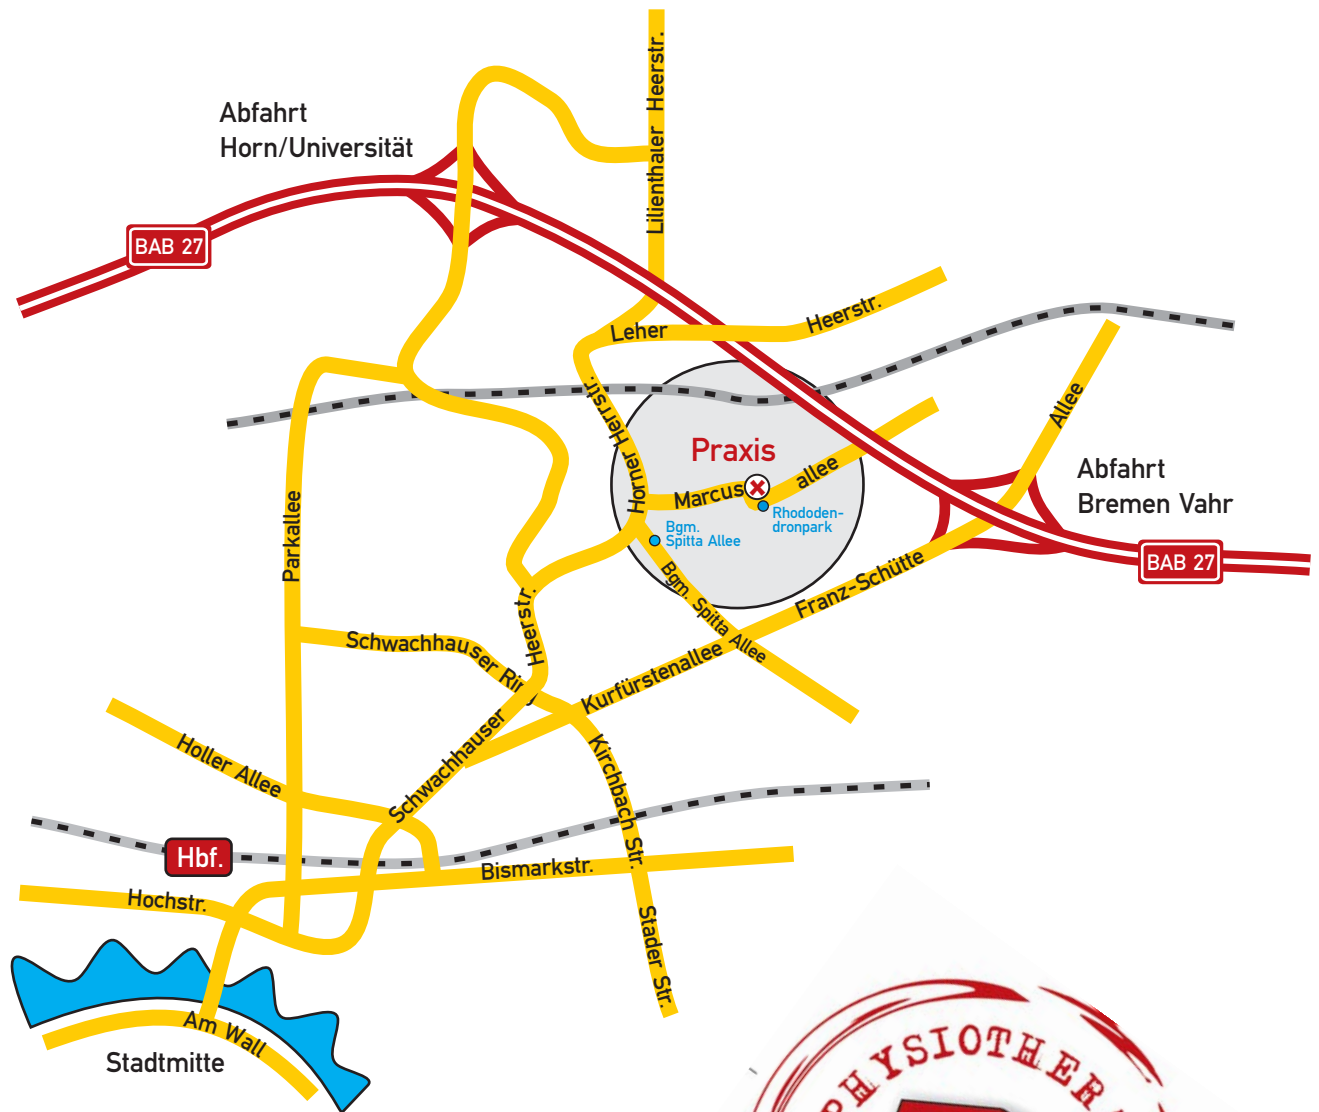 Lilienthaler Heerstr.
Abfahrt
Horn/Universität
BAB 27
Leher Heerstr.
Horner Herrstr.
Allee
Praxis
Marcus allee
Rhododen-
dronpark
Bgm.
Spitta Allee
Abfahrt
Bremen Vahr
BAB 27
Parkallee
Bgm. Spitta Allee
Franz-Schütte
Heerstr.
Schwachhauser Ring
Kurfürstenallee
Schwachhauser
Holler Allee
Kirchbach Str.
Hbf.
Bismarkstr.
Hochstr.
Stader Str.
Am Wall
Stadtmitte
PHYSIOTHER